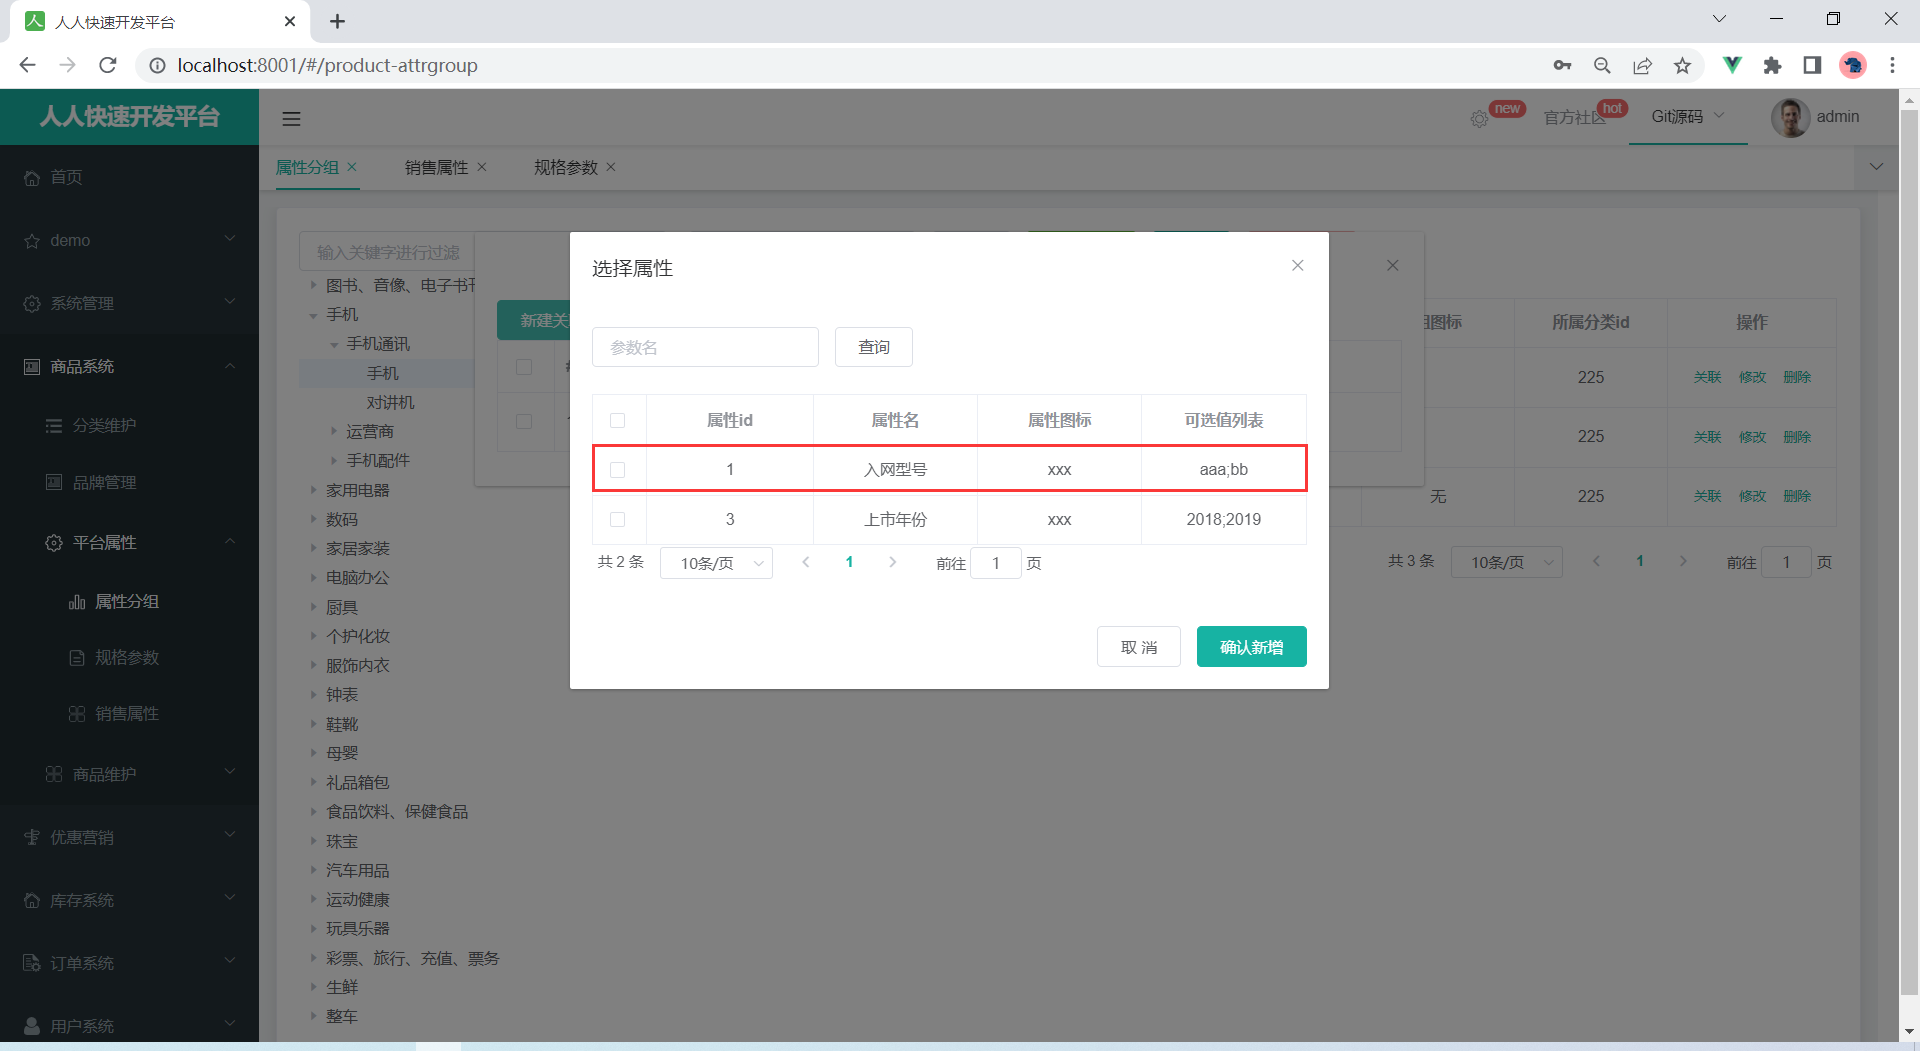 人人快速开发平台
localhost:8001/#/product-attrgroup
人人快速开发平台
new
官方社区
hot
Git源码
admin
属性分组
销售属性
规格参数
首页
demo
系统管理
商品系统
分类维护
品牌管理
平台属性
属性分组
规格参数
销售属性
商品维护
优惠营销
库存系统
订单系统
用户系统
输入关键字进行过滤
图书、音像、电子书刊
手机
手机通讯
手机
对讲机
运营商
手机配件
家用电器
数码
家居家装
电脑办公
厨具
个护化妆
服饰内衣
钟表
鞋靴
母婴
礼品箱包
食品饮料、保健食品
珠宝
汽车用品
运动健康
玩具乐器
彩票、旅行、充值、票务
生鲜
整车
新建关
选择属性
参数名
查询
属性id 属性名 属性图标 可选值列表
1 入网型号 xxx aaa;bb
3 上市年份 xxx 2018;2019
共 2 条 10条/页 1 前往 1 页
取 消 确认新增
组图标 所属分类id 操作
225 关联 修改 删除
225 关联 修改 删除
无 225 关联 修改 删除
共 3 条 10条/页 1 前往 1 页